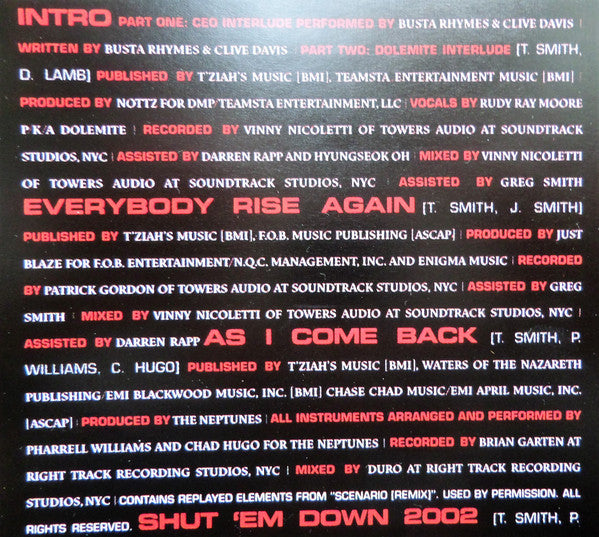 INTRO PART ONE: CEO INTERLUDE PERFORMED BY BUSTA RHYMES & CLIVE DAVIS |
WRITTEN BY BUSTA RHYMES & CLIVE DAVIS | PART TWO: DOLEMITE INTERLUDE [T. SMITH,
D. LAMB] PUBLISHED BY T'ZIAH'S MUSIC [BMI], TEAMSTA ENTERTAINMENT MUSIC [BMI] |
PRODUCED BY NOTTZ FOR DMP/TEAMSTA ENTERTAINMENT, LLC | VOCALS BY RUDY RAY MOORE
P/K/A DOLEMITE | RECORDED BY VINNY NICOLETTI OF TOWERS AUDIO AT SOUNDTRACK
STUDIOS, NYC | ASSISTED BY DARREN RAPP AND HYUNGSEOK OH | MIXED BY VINNY NICOLETTI
OF TOWERS AUDIO AT SOUNDTRACK STUDIOS, NYC | ASSISTED BY GREG SMITH
EVERYBODY RISE AGAIN [T. SMITH, J. SMITH]
PUBLISHED BY T'ZIAH'S MUSIC [BMI], F.O.B. MUSIC PUBLISHING [ASCAP] | PRODUCED BY JUST
BLAZE FOR F.O.B. ENTERTAINMENT/N.Q.C. MANAGEMENT, INC. AND ENIGMA MUSIC | RECORDED
BY PATRICK GORDON OF TOWERS AUDIO AT SOUNDTRACK STUDIOS, NYC | ASSISTED BY GREG
SMITH | MIXED BY VINNY NICOLETTI OF TOWERS AUDIO AT SOUNDTRACK STUDIOS, NYC |
ASSISTED BY DARREN RAPP AS I COME BACK [T. SMITH, P.
WILLIAMS, C. HUGO] PUBLISHED BY T'ZIAH'S MUSIC [BMI], WATERS OF THE NAZARETH
PUBLISHING/EMI BLACKWOOD MUSIC, INC. [BMI] CHASE CHAD MUSIC/EMI APRIL MUSIC, INC.
[ASCAP] | PRODUCED BY THE NEPTUNES | ALL INSTRUMENTS ARRANGED AND PERFORMED BY
PHARRELL WILLIAMS AND CHAD HUGO FOR THE NEPTUNES | RECORDED BY BRIAN GARTEN AT
RIGHT TRACK RECORDING STUDIOS, NYC | MIXED BY DURO AT RIGHT TRACK RECORDING
STUDIOS, NYC | CONTAINS REPLAYED ELEMENTS FROM "SCENARIO [REMIX]". USED BY PERMISSION. ALL
RIGHTS RESERVED. SHUT 'EM DOWN 2002 [T. SMITH, P.